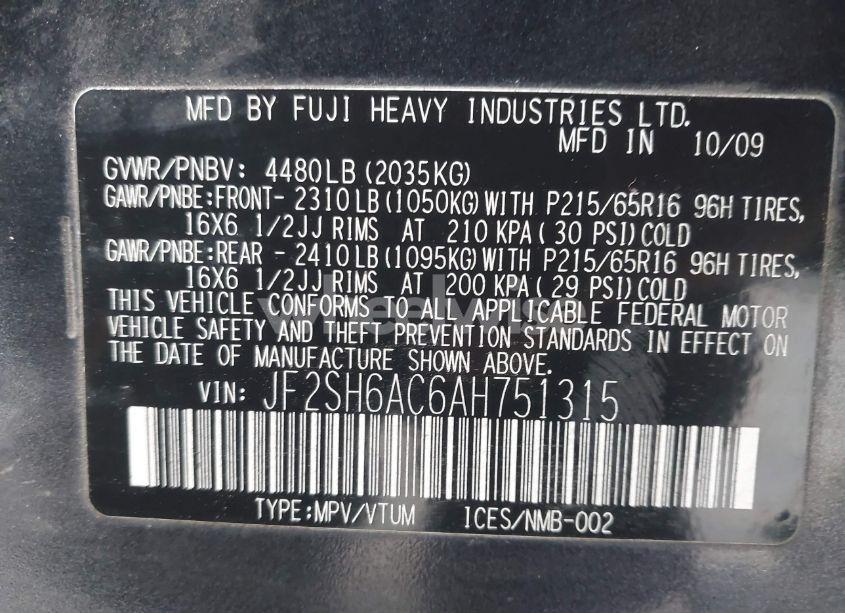 MFD BY FUJI HEAVY INDUSTRIES LTD.
MFD IN 10/09
GVWR/PNBV: 4480LB (2035KG)
GAWR/PNBE:FRONT- 2310LB (1050KG) WITH P215/65R16 96H TIRES,
16X6 1/2JJ RIMS AT 210 KPA ( 30 PSI) COLD
GAWR/PNBE:REAR - 2410LB (1095KG) WITH P215/65R16 96H TIRES,
16X6 1/2JJ RIMS AT 200 KPA ( 29 PSI) COLD
THIS VEHICLE CONFORMS TO ALL APPLICABLE FEDERAL MOTOR
VEHICLE SAFETY AND THEFT PREVENTION STANDARDS IN EFFECT ON
THE DATE OF MANUFACTURE SHOWN ABOVE.
VIN: JF2SH6AC6AH751315
TYPE:MPV/VTUM ICES/NMB-002